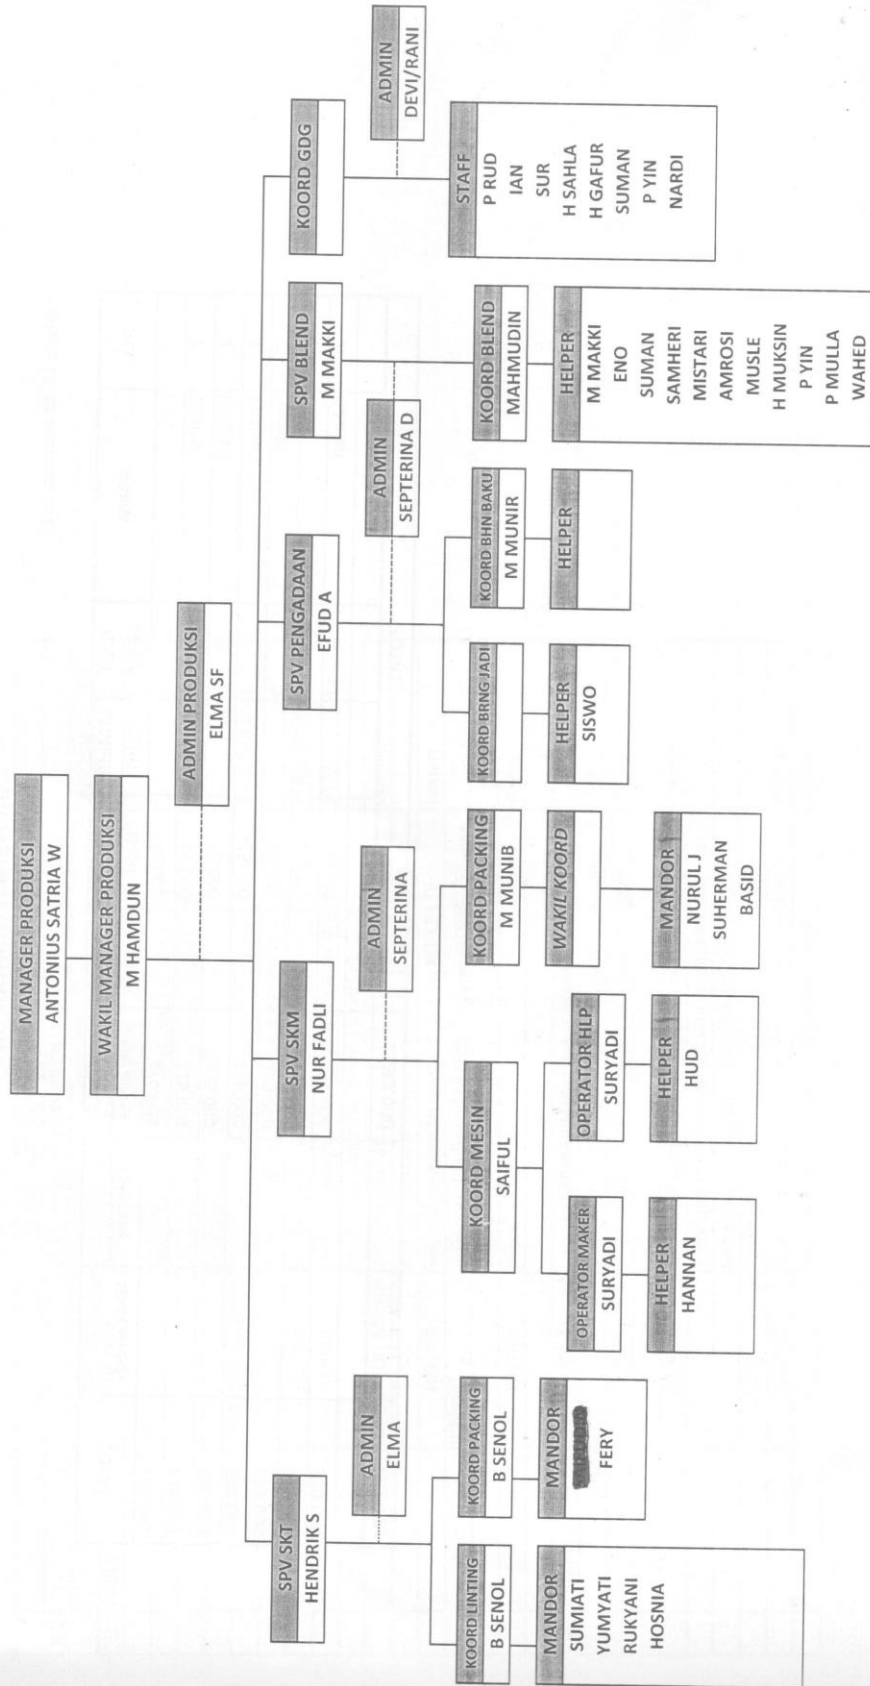 MANAGER PRODUKSI
ANTONIUS SATRIA W
WAKIL MANAGER PRODUKSI
M HAMDUN
ADMIN PRODUKSI
ELMA SF
SPV SKT
HENDRIK S
ADMIN
ELMA
KOORD LINTING
B SENOL
MANDOR
SUMIATI
YUMYATI
RUKYANI
HOSNIA
KOORD PACKING
B SENOL
MANDOR
FERY
SPV SKM
NUR FADLI
ADMIN
SEPTERINA
KOORD MESIN
SAIFUL
OPERATOR MAKER
SURYADI
HELPER
HANNAN
OPERATOR HLP
SURYADI
HELPER
HUD
KOORD PACKING
M MUNIB
WAKIL KOORD
MANDOR
NURUL J
SUHERMAN
BASID
SPV PENGADAAN
EFUD A
ADMIN
SEPTERINA D
KOORD BRNG JADI
HELPER
SISWO
KOORD BHN BAKU
M MUNIR
HELPER
SPV BLEND
M MAKKI
KOORD BLEND
MAHMUDIN
HELPER
M MAKKI
ENO
SUMAN
SAMHERI
MISTARI
AMROSI
MUSLE
H MUKSIN
P YIN
P MULLA
WAHED
KOORD GDG
ADMIN
DEVI/RANI
STAFF
P RUD
IAN
SUR
H SAHLA
H GAFUR
SUMAN
P YIN
NARDI